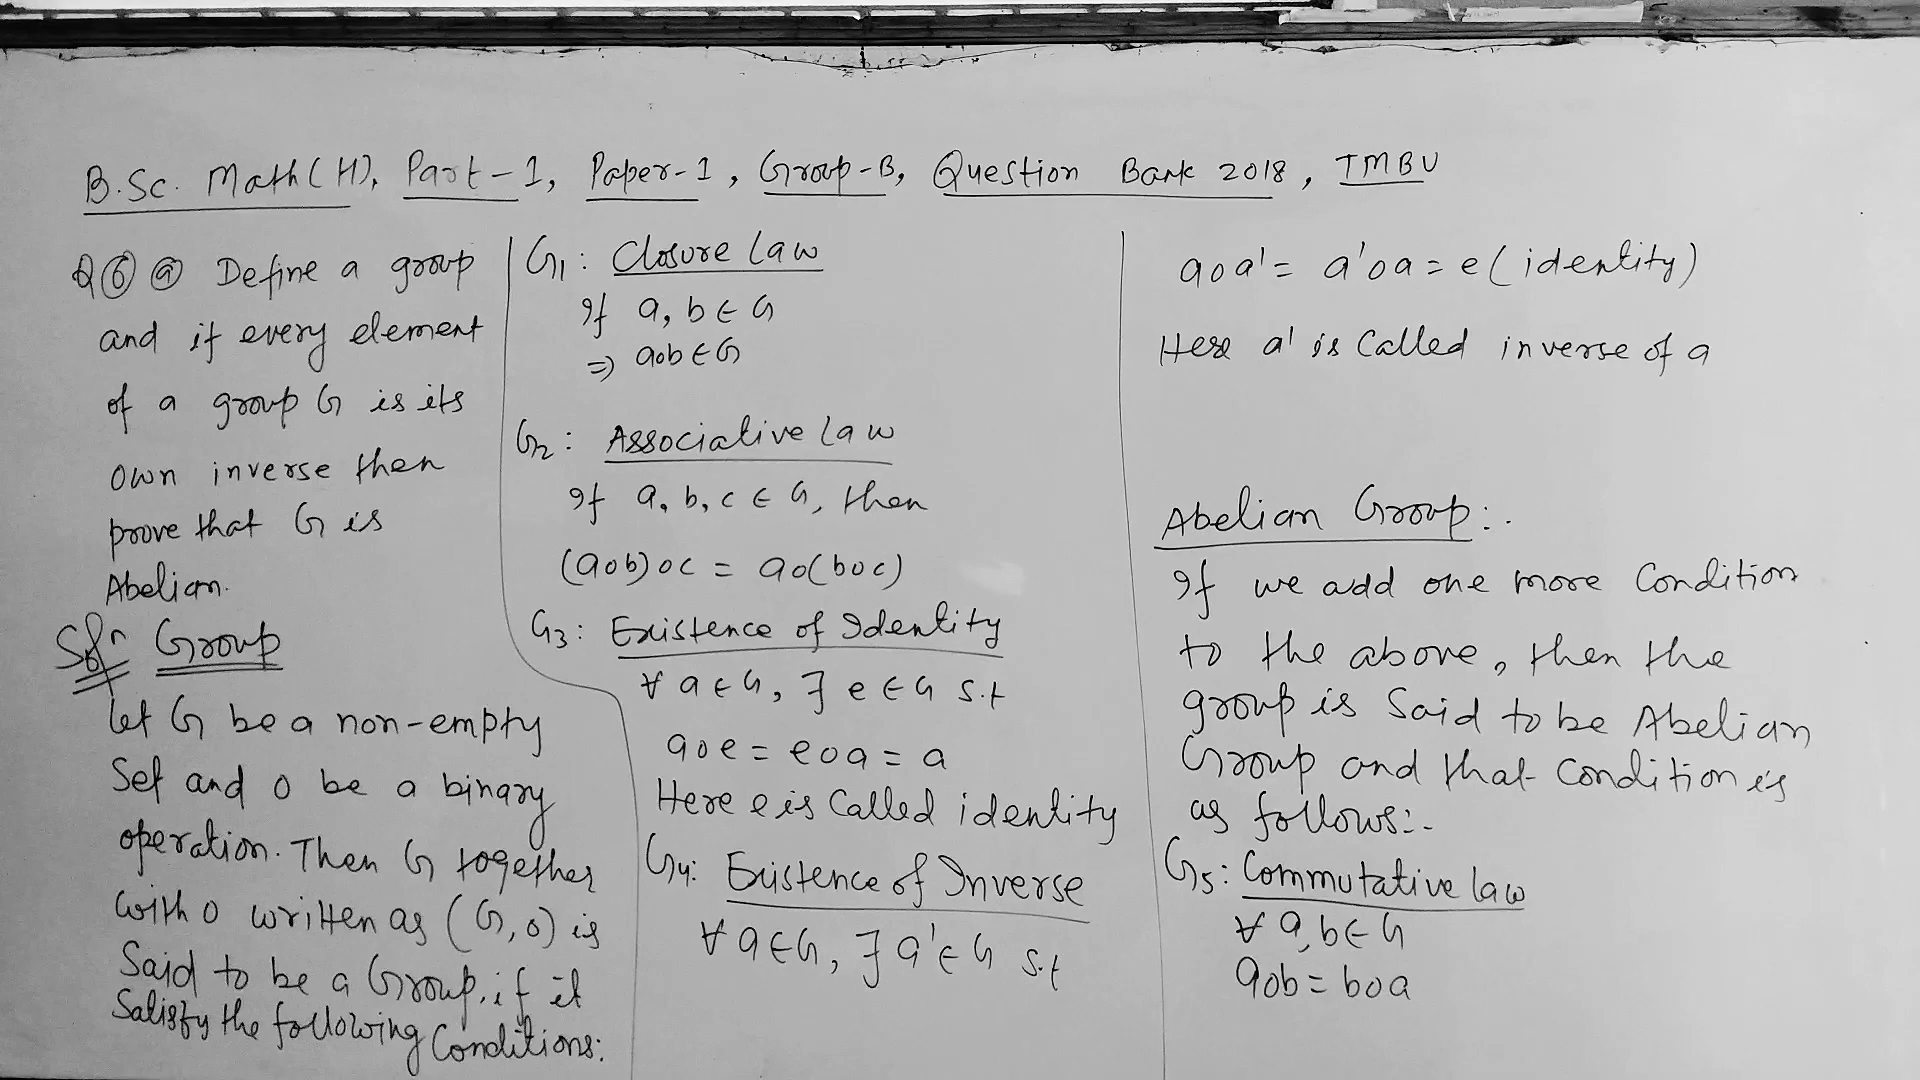 B.Sc. Math(H), Part-1, Paper-1, Group-B, Question Bank 2018, TMBU
Q⑥ ⓐ Define a group
and if every element
of a group G is its
own inverse then
prove that G is
Abelian.
Solⁿ Group
Let G be a non-empty
Set and o be a binary
operation. Then G together
with o written as (G,o) is
Said to be a Group, if it
Satisfy the following Conditions:
G₁: Closure Law
If a, b ∈ G
⇒ aob ∈ G
G₂: Associative Law
If a, b, c ∈ G, then
(aob)oc = ao(boc)
G₃: Existence of Identity
∀ a ∈ G, ∃ e ∈ G s.t
aoe = eoa = a
Here e is Called identity
G₄: Existence of Inverse
∀ a ∈ G, ∃ a' ∈ G s.t
aoa' = a'oa = e (identity)
Here a' is Called inverse of a
Abelian Group:.
If we add one more Condition
to the above, then the
group is Said to be Abelian
Group and that Condition is
as follows:-
G₅: Commutative law
∀ a, b ∈ G
aob = boa